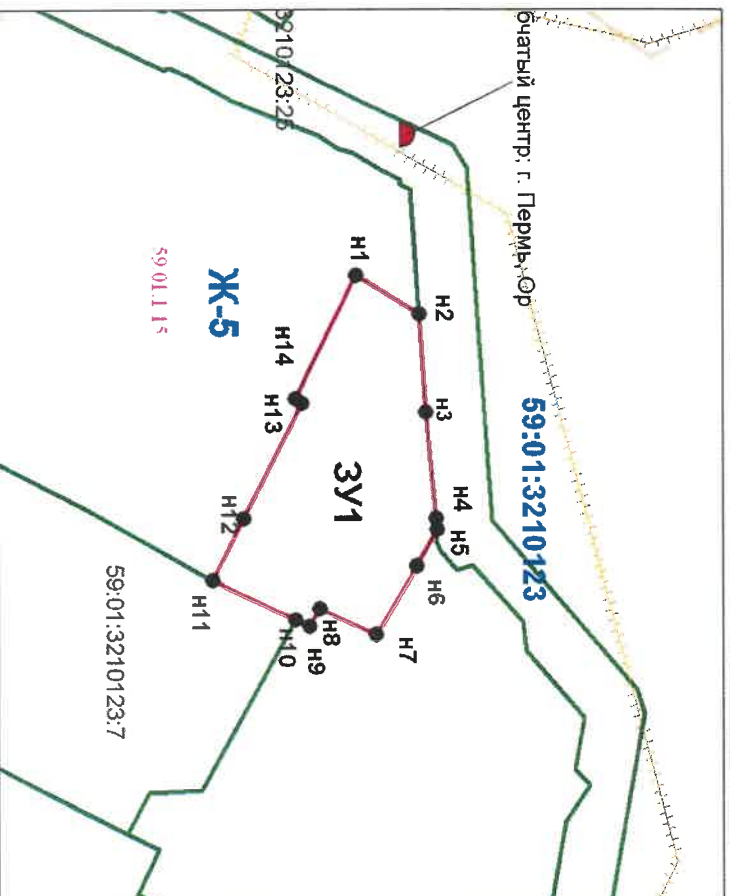 бчатый центр; г. Пермь, Ор
3210123:25
59:01:3210123
н1
н2
н3
н4
н5
н6
н7
н8
н9
н10
н11
н12
н13
н14
ЗУ1
Ж-5
59:01:3210123:7